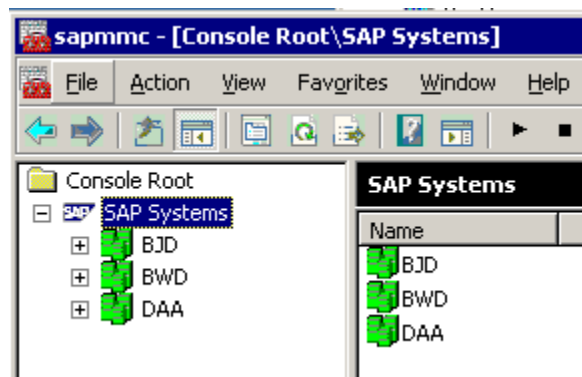 sapmmc - [Console Root\SAP Systems]
File Action View Favorites Window Help
Console Root
SAP SAP Systems
BJD
BWD
DAA
SAP Systems
Name
BJD
BWD
DAA